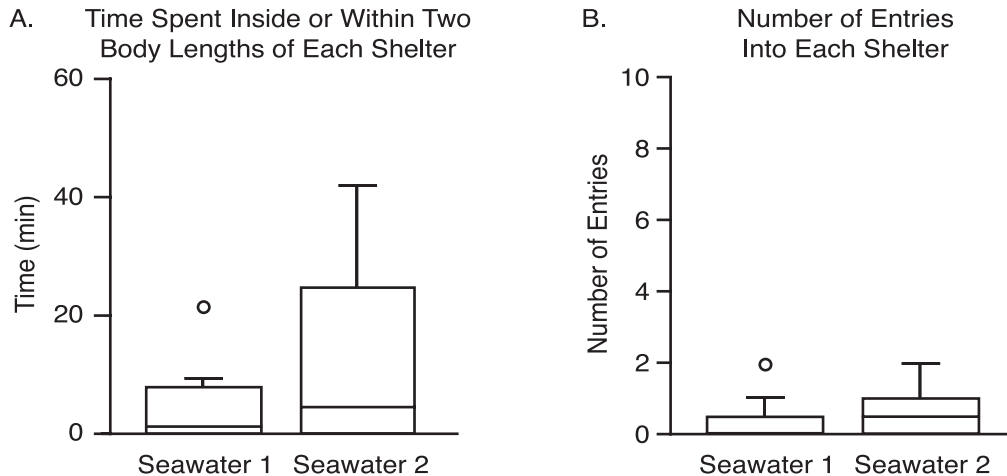 A. Time Spent Inside or Within Two
Body Lengths of Each Shelter
60
40
20
0
Time (min)
Seawater 1 Seawater 2
B. Number of Entries
Into Each Shelter
10
8
6
4
2
0
Number of Entries
Seawater 1 Seawater 2